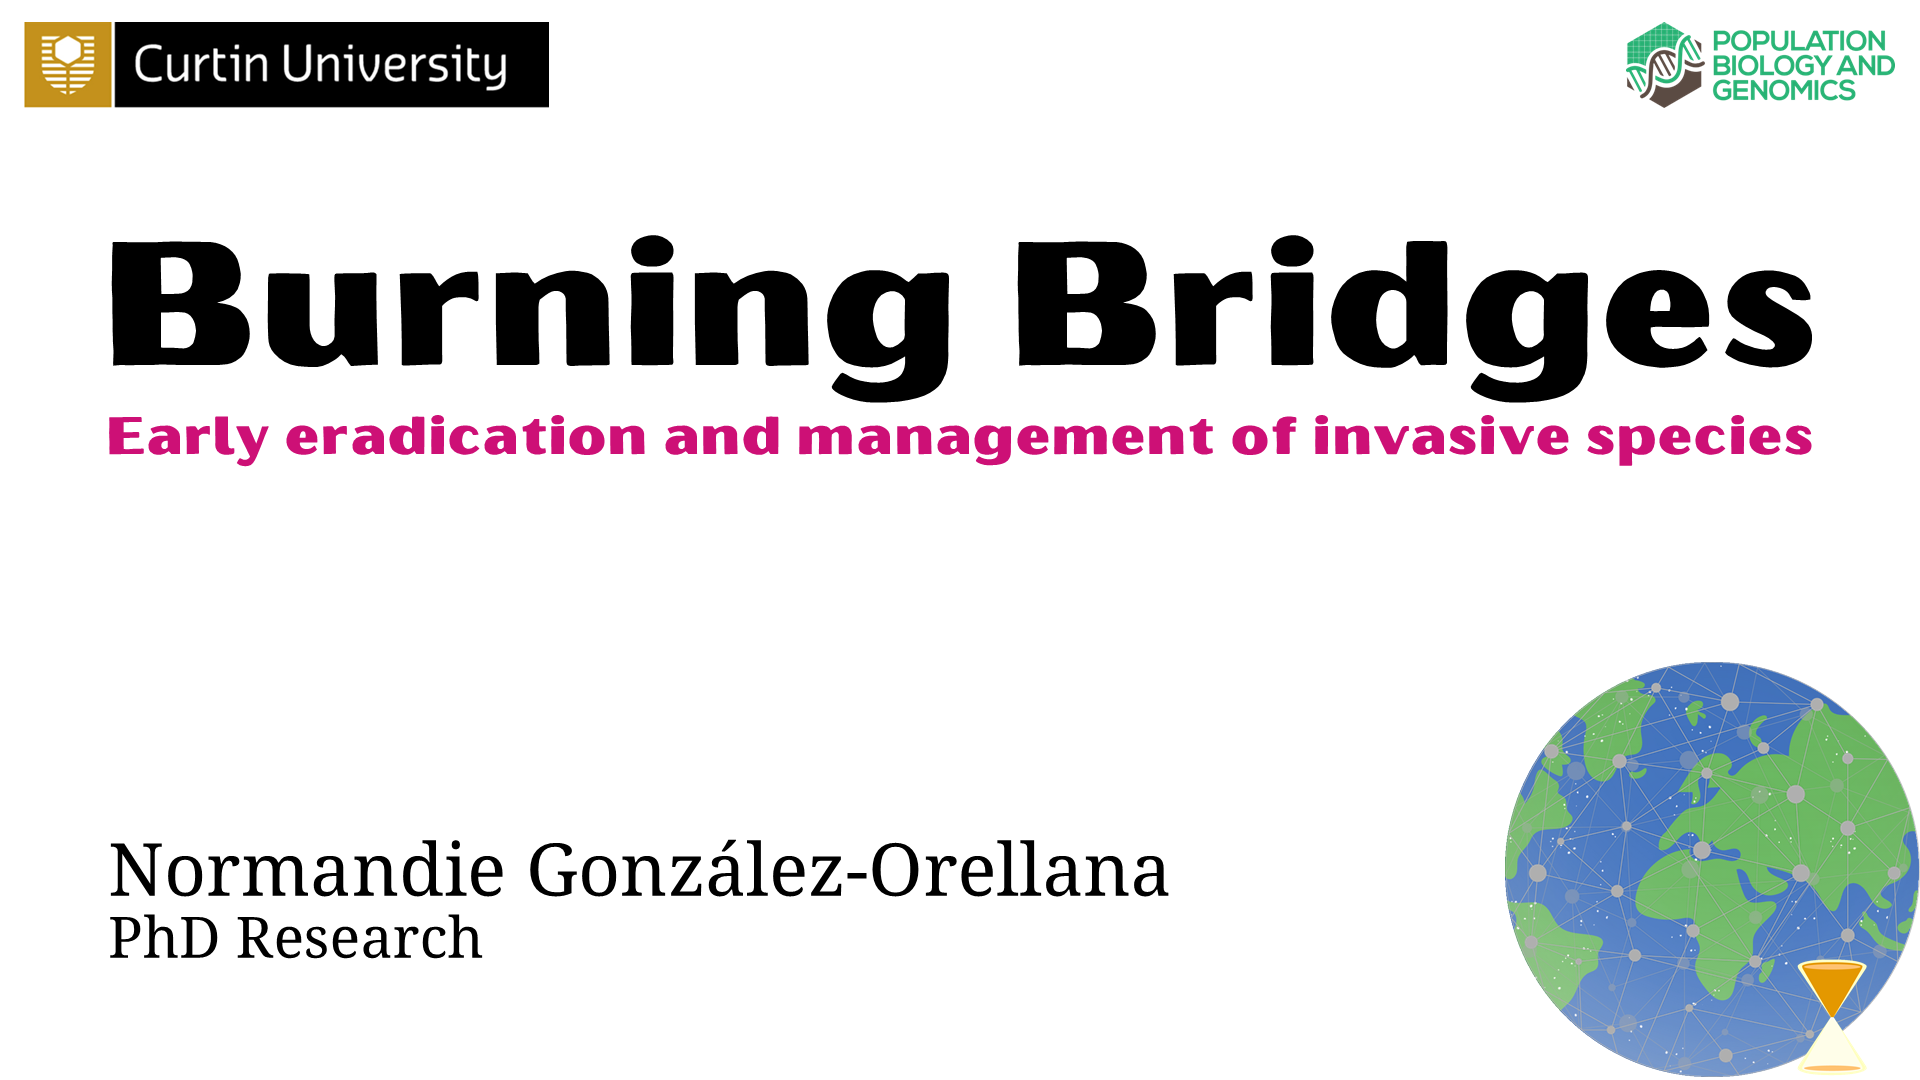 Curtin University
POPULATION
BIOLOGY AND
GENOMICS
Burning Bridges
Early eradication and management of invasive species
Normandie González-Orellana
PhD Research